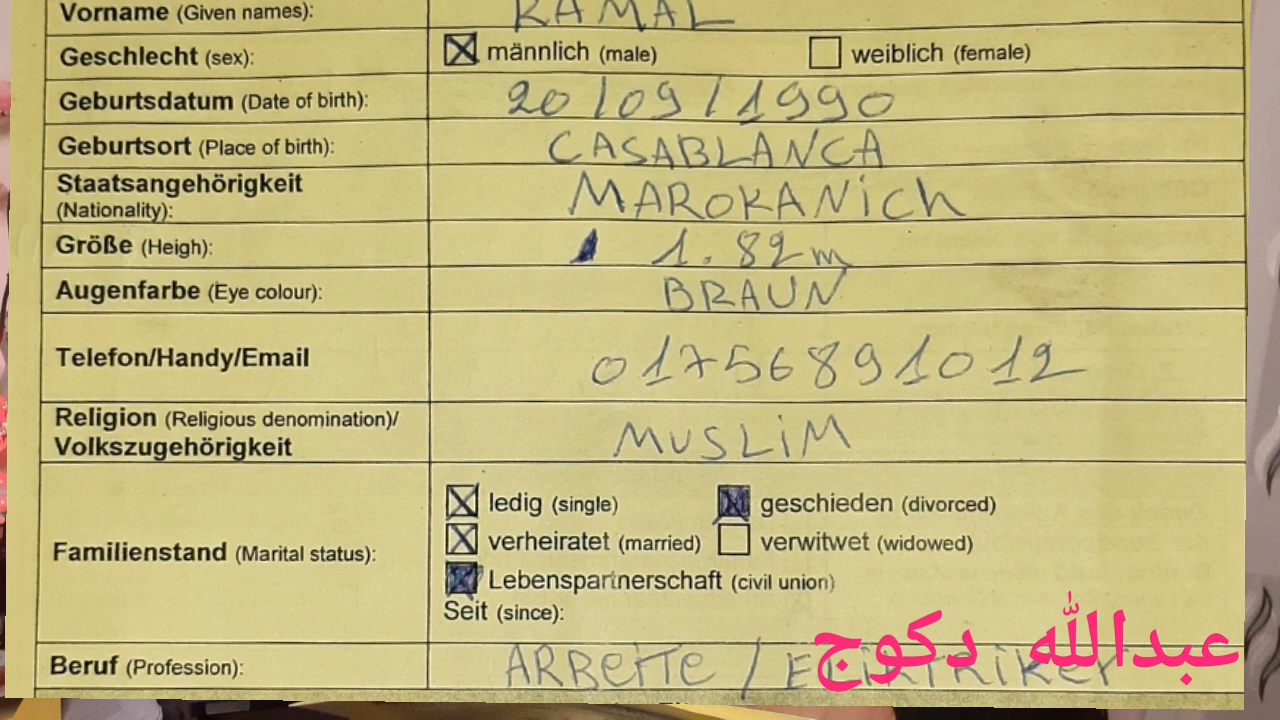 Vorname (Given names): KAMAL
Geschlecht (sex): männlich (male) weiblich (female)
Geburtsdatum (Date of birth): 20/09/1990
Geburtsort (Place of birth): CASABLANCA
Staatsangehörigkeit (Nationality): MAROKANiCh
Größe (Heigh): 1.82m
Augenfarbe (Eye colour): BRAUN
Telefon/Handy/Email 017568910 12
Religion (Religious denomination)/
Volkszugehörigkeit MUSLiM
Familienstand (Marital status):
ledig (single) geschieden (divorced)
verheiratet (married) verwitwet (widowed)
Lebenspartnerschaft (civil union)
Seit (since):
Beruf (Profession): ARBeiTe /
عبدالله دكوج